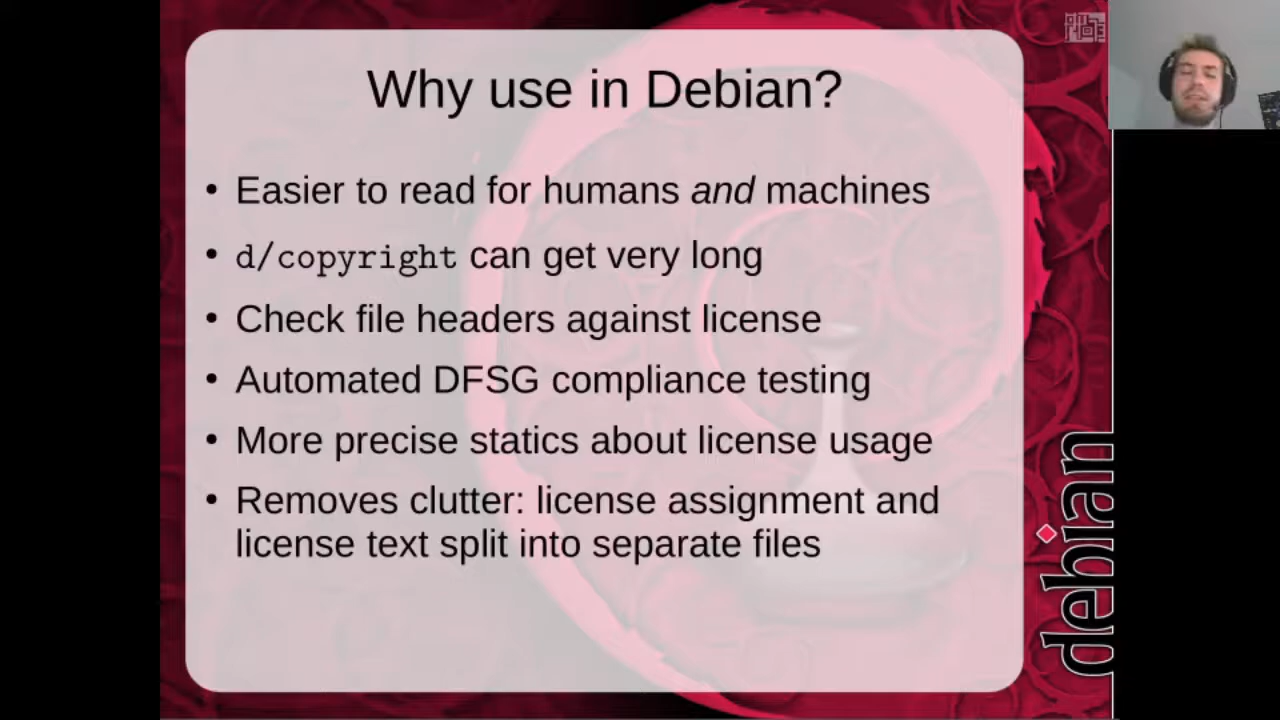 Why use in Debian?
• Easier to read for humans and machines
• d/copyright can get very long
• Check file headers against license
• Automated DFSG compliance testing
• More precise statics about license usage
• Removes clutter: license assignment and
license text split into separate files
debian